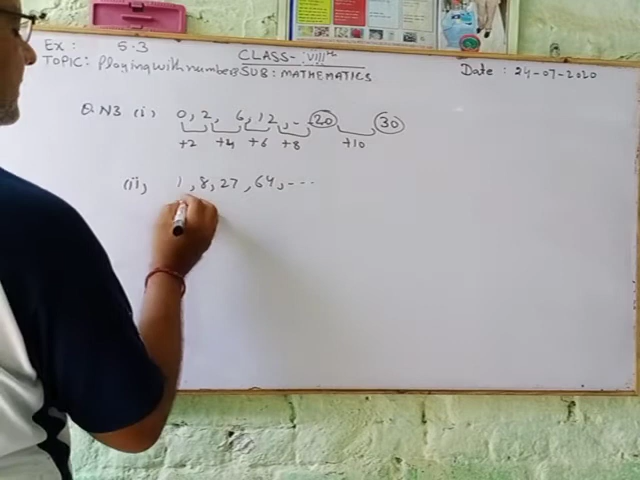 Ex : 5.3
CLASS- VIIIth
TOPIC: Playing with numbers SUB : MATHEMATICS
Date : 24-07-2020
Q.N3 (i) 0, 2, 6, 12, - 20 30
+2 +4 +6 +8 +10
(ii, 1, 8, 27, 64, ---